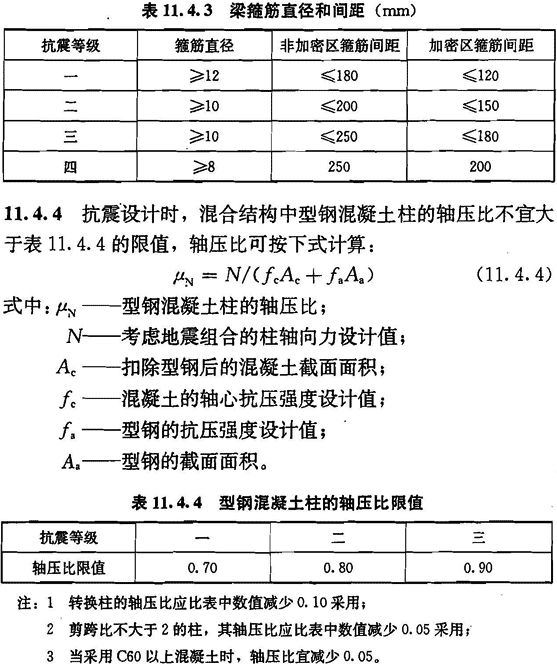 表 11.4.3 梁箍筋直径和间距（mm）
抗震等级 箍筋直径 非加密区箍筋间距 加密区箍筋间距
一 ≥12 ≤180 ≤120
二 ≥10 ≤200 ≤150
三 ≥10 ≤250 ≤180
四 ≥8 250 200
11.4.4 抗震设计时，混合结构中型钢混凝土柱的轴压比不宜大
于表 11.4.4 的限值，轴压比可按下式计算：
μN = N/(fcAc + faAa) (11.4.4)
式中：μN——型钢混凝土柱的轴压比；
N——考虑地震组合的柱轴向力设计值；
Ac——扣除型钢后的混凝土截面面积；
fc——混凝土的轴心抗压强度设计值；
fa——型钢的抗压强度设计值；
Aa——型钢的截面面积。
表 11.4.4 型钢混凝土柱的轴压比限值
抗震等级 一 二 三
轴压比限值 0.70 0.80 0.90
注：1 转换柱的轴压比应比表中数值减少 0.10 采用；
2 剪跨比不大于 2 的柱，其轴压比应比表中数值减少 0.05 采用；
3 当采用 C60 以上混凝土时，轴压比宜减少 0.05。